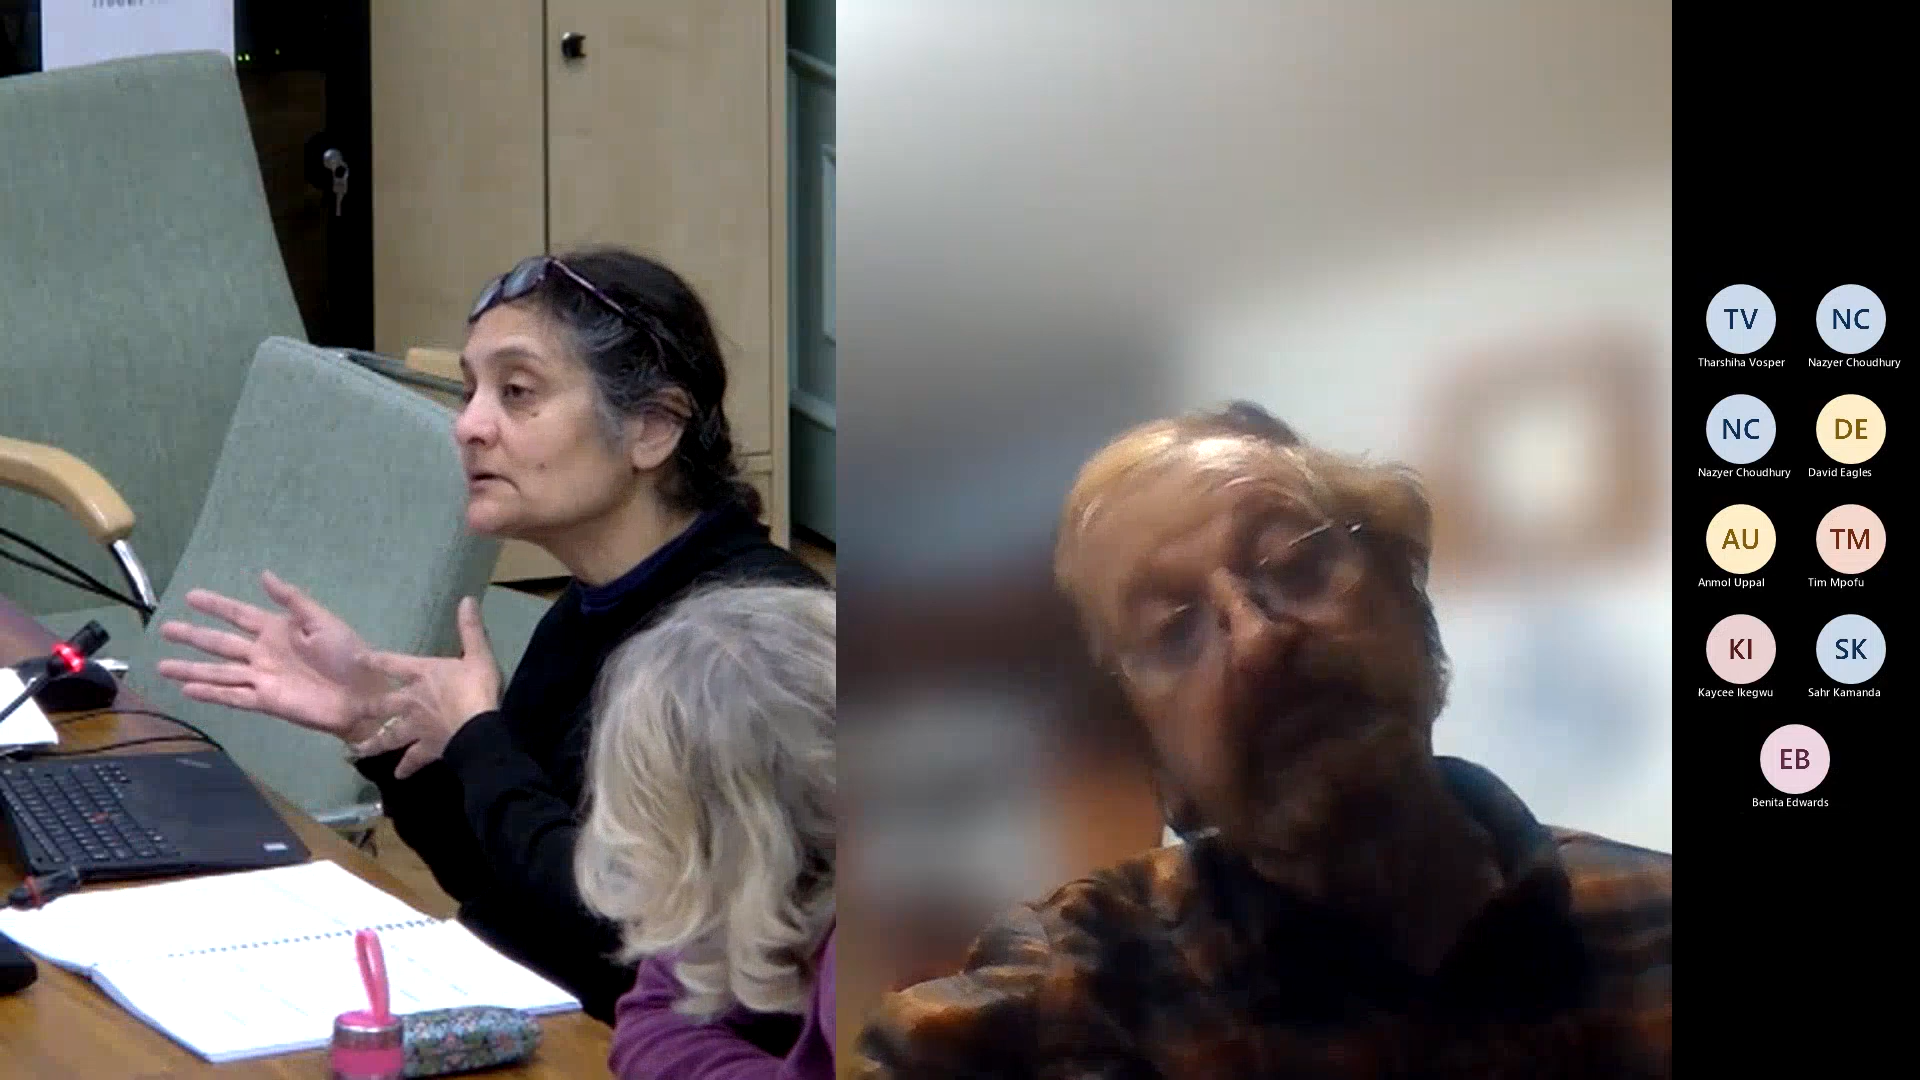 TV NC
Tharshiha Vosper Nazyer Choudhury
NC DE
Nazyer Choudhury David Eagles
AU TM
Anmol Uppal Tim Mpofu
KI SK
Kaycee Ikegwu Sahr Kamanda
EB
Benita Edwards